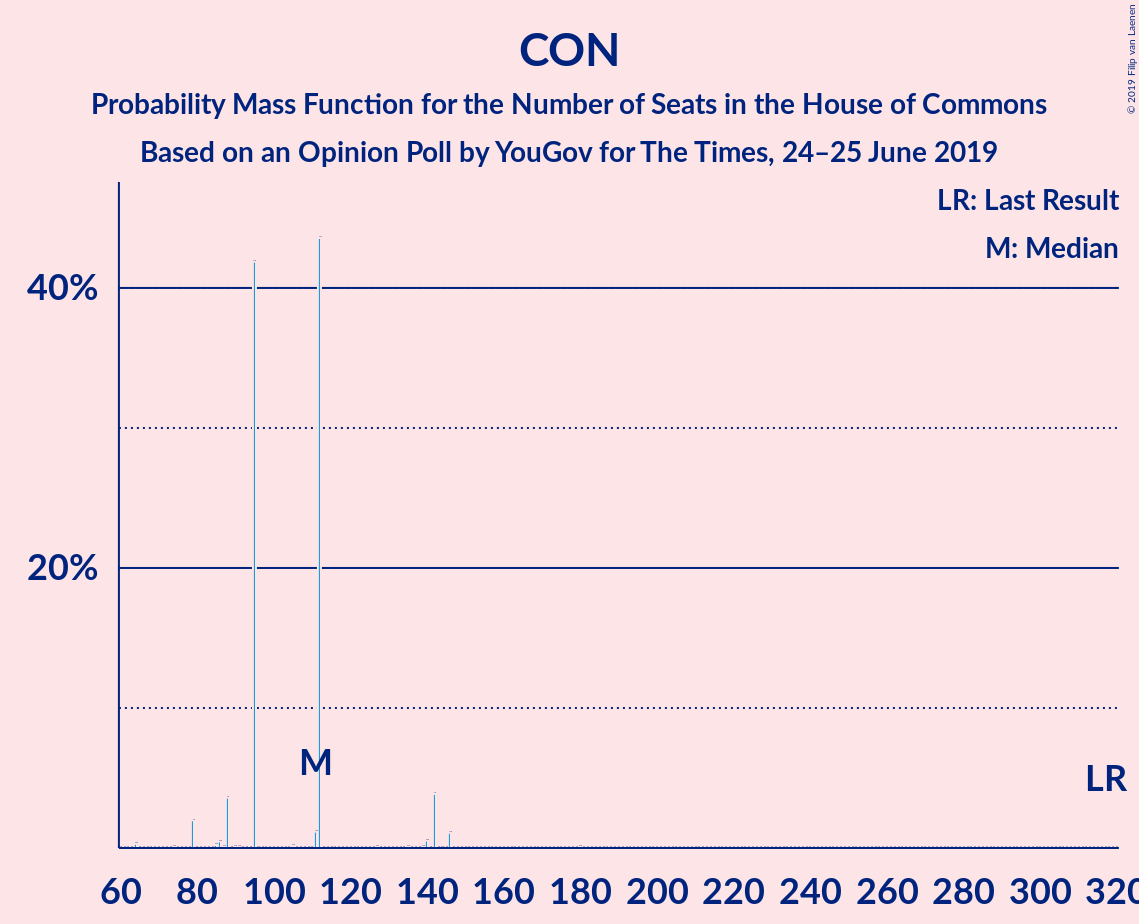 CON
Probability Mass Function for the Number of Seats in the House of Commons
Based on an Opinion Poll by YouGov for The Times, 24–25 June 2019
© 2019 Filip van Laenen
LR: Last Result
M: Median
40%
20%
M
LR
60 80 100 120 140 160 180 200 220 240 260 280 300 320